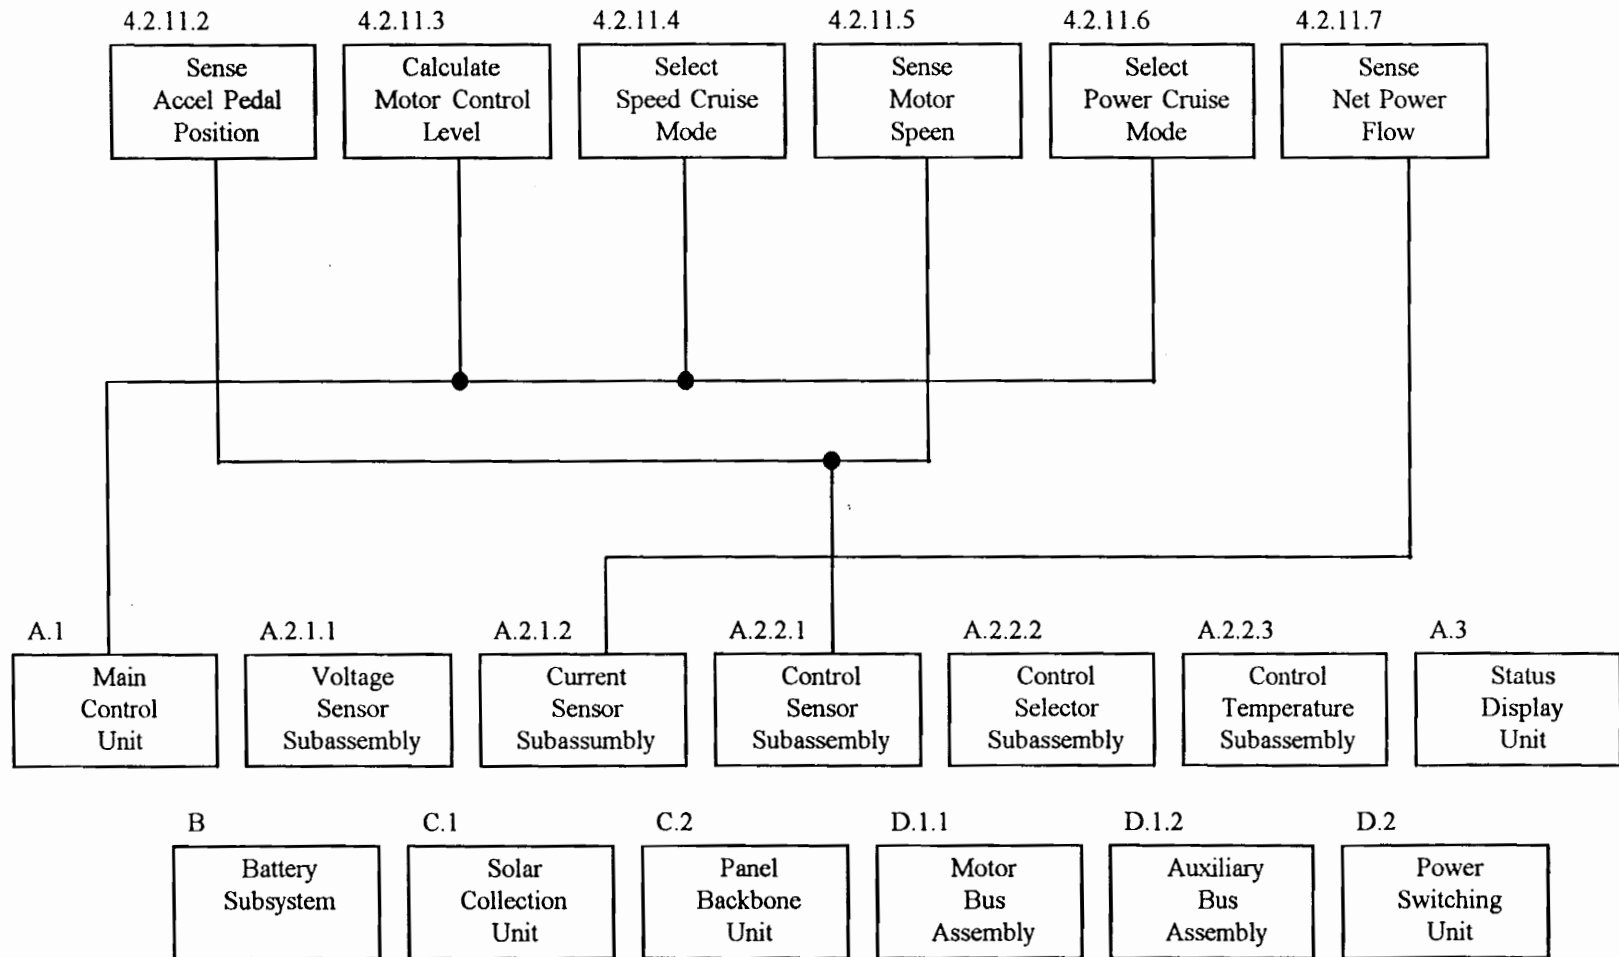 4.2.11.2 4.2.11.3 4.2.11.4 4.2.11.5 4.2.11.6 4.2.11.7
Sense
Accel Pedal
Position
Calculate
Motor Control
Level
Select
Speed Cruise
Mode
Sense
Motor
Speen
Select
Power Cruise
Mode
Sense
Net Power
Flow
A.1 A.2.1.1 A.2.1.2 A.2.2.1 A.2.2.2 A.2.2.3 A.3
Main
Control
Unit
Voltage
Sensor
Subassembly
Current
Sensor
Subassumbly
Control
Sensor
Subassembly
Control
Selector
Subassembly
Control
Temperature
Subassembly
Status
Display
Unit
B C.1 C.2 D.1.1 D.1.2 D.2
Battery
Subsystem
Solar
Collection
Unit
Panel
Backbone
Unit
Motor
Bus
Assembly
Auxiliary
Bus
Assembly
Power
Switching
Unit